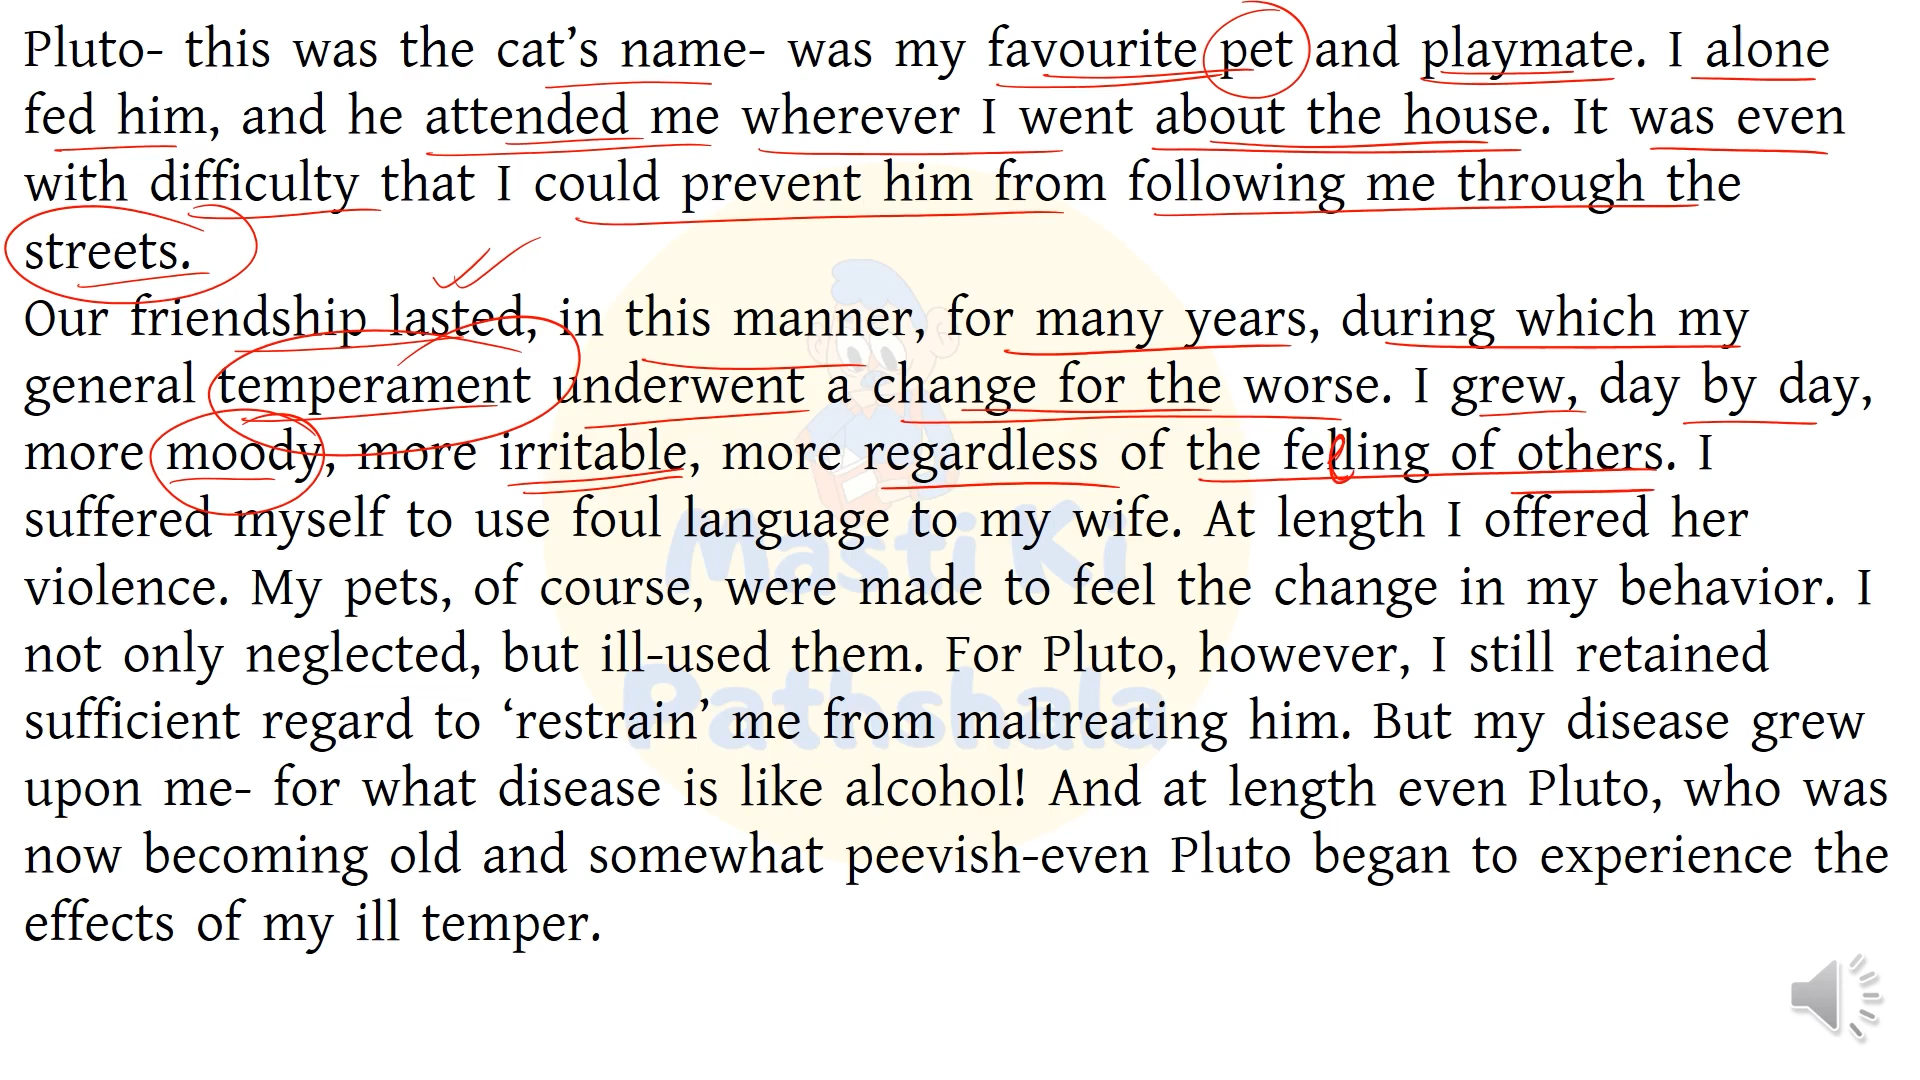 Pluto- this was the cat’s name- was my favourite pet and playmate. I alone
fed him, and he attended me wherever I went about the house. It was even
with difficulty that I could prevent him from following me through the
streets.
Our friendship lasted, in this manner, for many years, during which my
general temperament underwent a change for the worse. I grew, day by day,
more moody, more irritable, more regardless of the felling of others. I
suffered myself to use foul language to my wife. At length I offered her
violence. My pets, of course, were made to feel the change in my behavior. I
not only neglected, but ill-used them. For Pluto, however, I still retained
sufficient regard to ‘restrain’ me from maltreating him. But my disease grew
upon me- for what disease is like alcohol! And at length even Pluto, who was
now becoming old and somewhat peevish-even Pluto began to experience the
effects of my ill temper.
Masti Ki
Pathshala